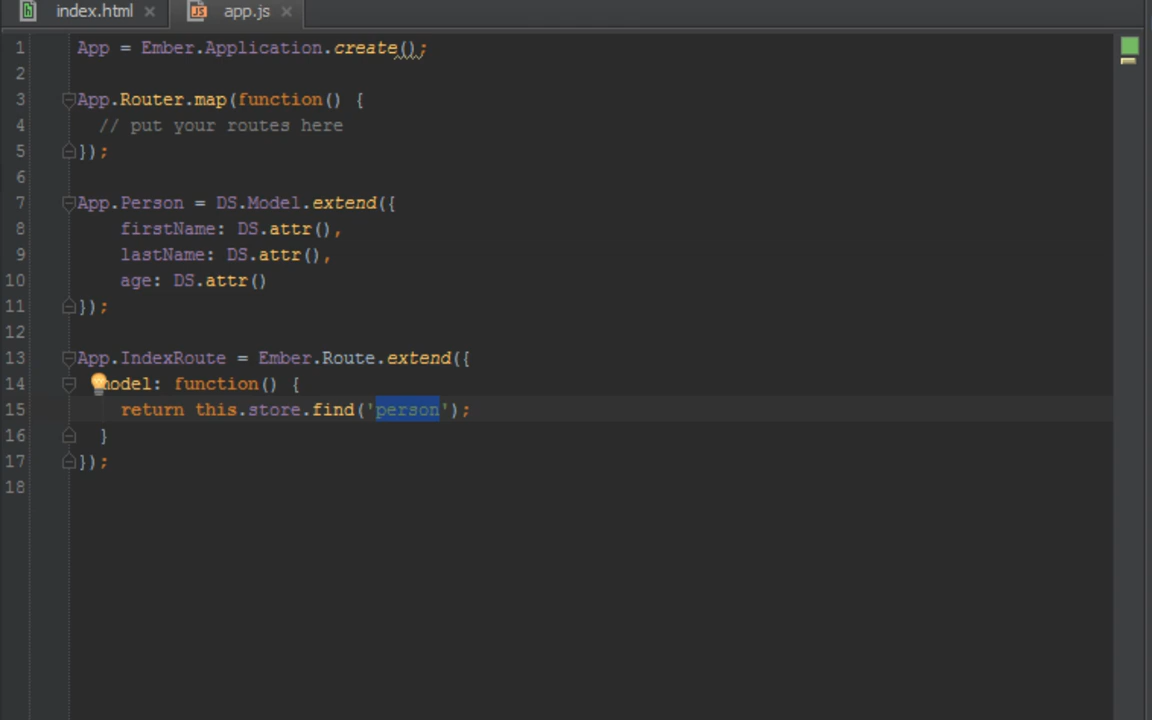 index.html
app.js
1 App = Ember.Application.create();
2
3 App.Router.map(function() {
4 // put your routes here
5 });
6
7 App.Person = DS.Model.extend({
8 firstName: DS.attr(),
9 lastName: DS.attr(),
10 age: DS.attr()
11 });
12
13 App.IndexRoute = Ember.Route.extend({
14 model: function() {
15 return this.store.find('person');
16 }
17 });
18